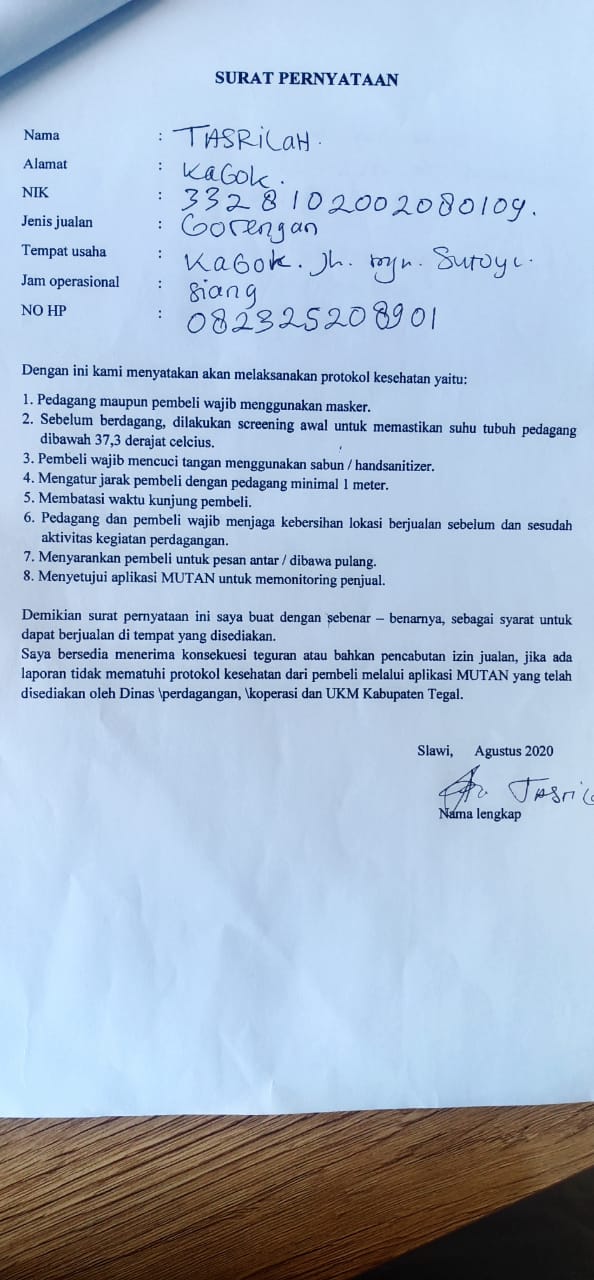 SURAT PERNYATAAN
Nama : TASRILAH.
Alamat : KAGOK.
NIK : 3328102002080109.
Jenis jualan : Gorengan
Tempat usaha : KAGOK. Jln.
Jam operasional : Siang
NO HP : 082325208901
Dengan ini kami menyatakan akan melaksanakan protokol kesehatan yaitu:
1. Pedagang maupun pembeli wajib menggunakan masker.
2. Sebelum berdagang, dilakukan screening awal untuk memastikan suhu tubuh pedagang
dibawah 37,3 derajat celcius.
3. Pembeli wajib mencuci tangan menggunakan sabun / handsanitizer.
4. Mengatur jarak pembeli dengan pedagang minimal 1 meter.
5. Membatasi waktu kunjung pembeli.
6. Pedagang dan pembeli wajib menjaga kebersihan lokasi berjualan sebelum dan sesudah
aktivitas kegiatan perdagangan.
7. Menyarankan pembeli untuk pesan antar / dibawa pulang.
8. Menyetujui aplikasi MUTAN untuk memonitoring penjual.
Demikian surat pernyataan ini saya buat dengan sebenar – benarnya, sebagai syarat untuk
dapat berjualan di tempat yang disediakan.
Saya bersedia menerima konsekuesi teguran atau bahkan pencabutan izin jualan, jika ada
laporan tidak mematuhi protokol kesehatan dari pembeli melalui aplikasi MUTAN yang telah
disediakan oleh Dinas \perdagangan, \koperasi dan UKM Kabupaten Tegal.
Slawi, Agustus 2020
Nama lengkap